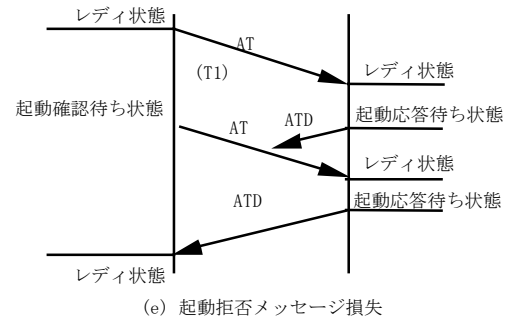 レディ状態
AT
(T1)
レディ状態
起動確認待ち状態
ATD
起動応答待ち状態
AT
レディ状態
ATD
起動応答待ち状態
レディ状態
(e) 起動拒否メッセージ損失